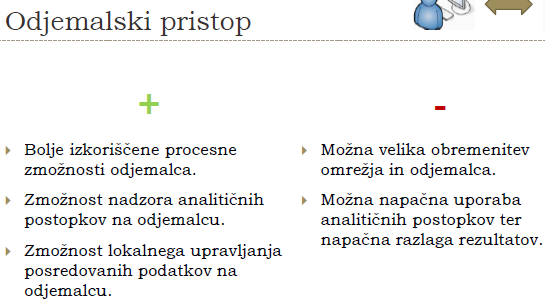 Odjemalski pristop
+
Bolje izkoriščene procesne
zmožnosti odjemalca.
Zmožnost nadzora analitičnih
postopkov na odjemalcu.
Zmožnost lokalnega upravljanja
posredovanih podatkov na
odjemalcu.
-
Možna velika obremenitev
omrežja in odjemalca.
Možna napačna uporaba
analitičnih postopkov ter
napačna razlaga rezultatov.